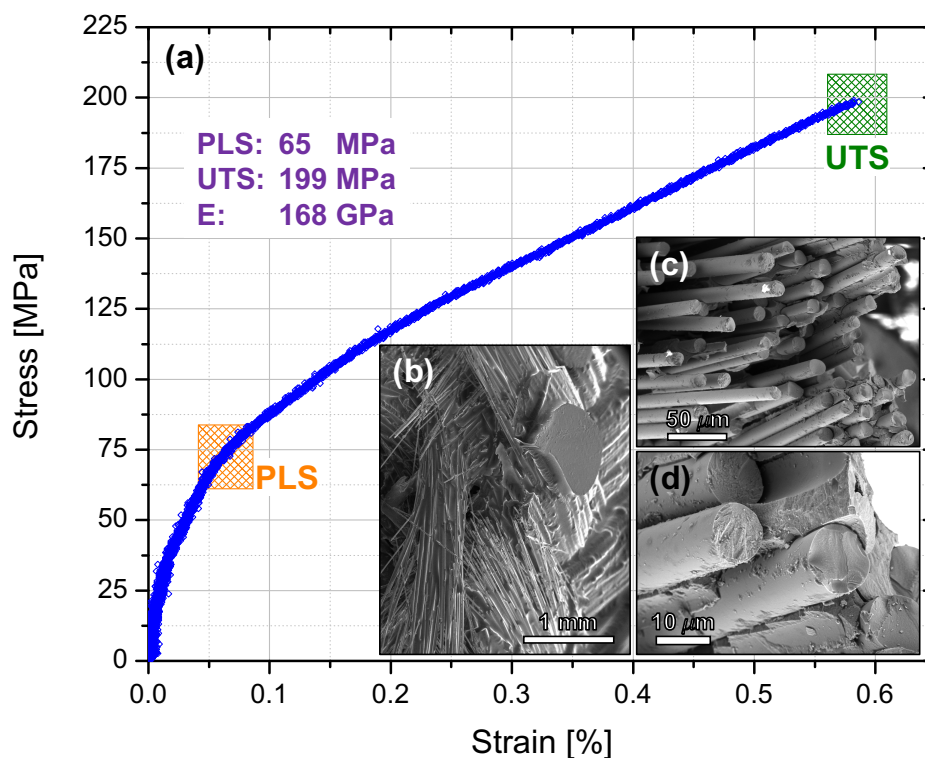 (a)
PLS: 65 MPa
UTS: 199 MPa
E: 168 GPa
UTS
PLS
(b)
1 mm
(c)
50 μm
(d)
10 μm
225
200
175
150
125
100
75
50
25
0
Stress [MPa]
0.0 0.1 0.2 0.3 0.4 0.5 0.6
Strain [%]